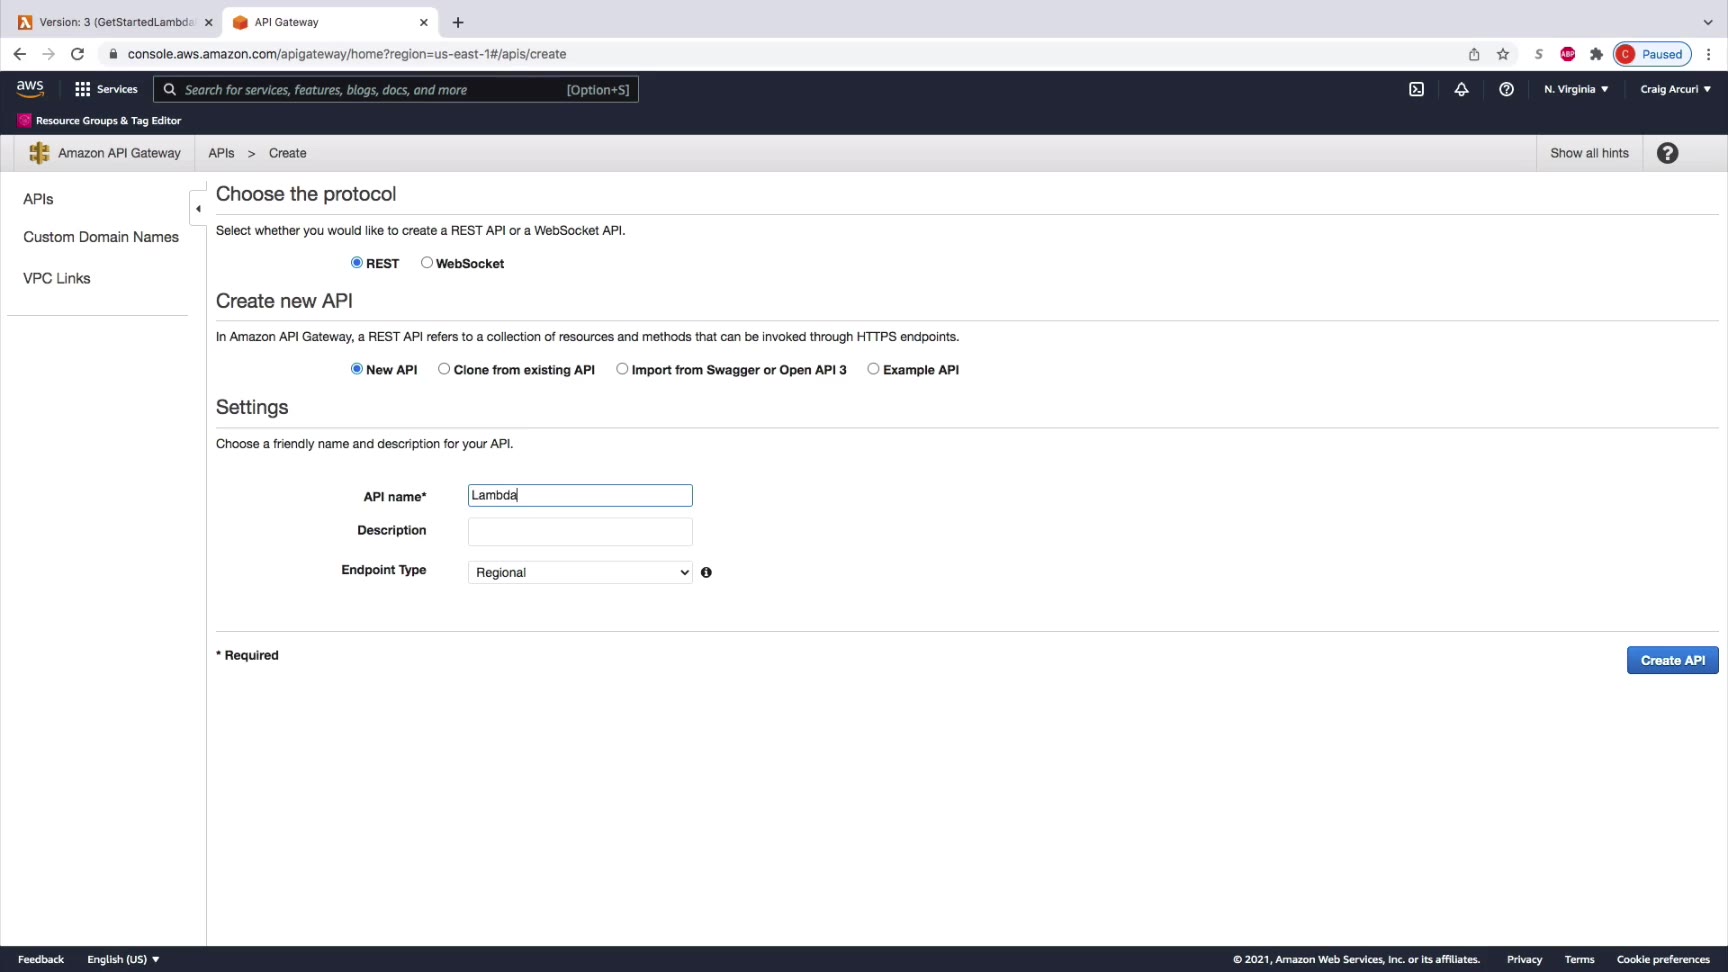 Version: 3 (GetStartedLambda
API Gateway
console.aws.amazon.com/apigateway/home?region=us-east-1#/apis/create
S
ABP
C Paused
aws
Services
Search for services, features, blogs, docs, and more [Option+S]
N. Virginia
Craig Arcuri
Resource Groups & Tag Editor
Amazon API Gateway
APIs > Create
Show all hints
APIs
Custom Domain Names
VPC Links
Choose the protocol
Select whether you would like to create a REST API or a WebSocket API.
REST WebSocket
Create new API
In Amazon API Gateway, a REST API refers to a collection of resources and methods that can be invoked through HTTPS endpoints.
New API Clone from existing API Import from Swagger or Open API 3 Example API
Settings
Choose a friendly name and description for your API.
API name* Lambda
Description
Endpoint Type Regional
* Required
Create API
Feedback English (US)
© 2021, Amazon Web Services, Inc. or its affiliates. Privacy Terms Cookie preferences